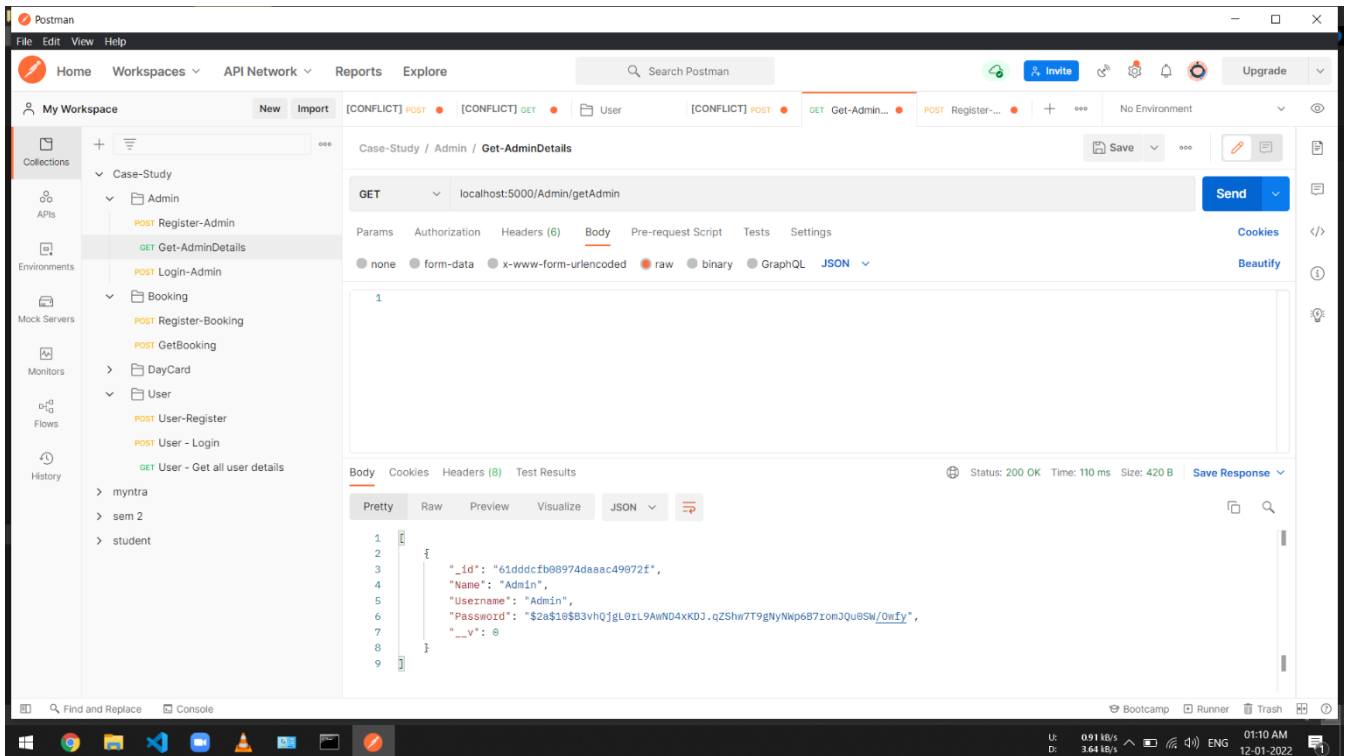 Postman
File Edit View Help
Home Workspaces API Network Reports Explore Search Postman Invite Upgrade
My Workspace New Import [CONFLICT] POST [CONFLICT] GET User [CONFLICT] POST GET Get-Admin... POST Register-... No Environment
Collections
APIs
Environments
Mock Servers
Monitors
Flows
History
Case-Study
Admin
POST Register-Admin
GET Get-AdminDetails
POST Login-Admin
Booking
POST Register-Booking
POST GetBooking
DayCard
User
POST User-Register
POST User - Login
GET User - Get all user details
myntra
sem 2
student
Case-Study / Admin / Get-AdminDetails Save
GET localhost:5000/Admin/getAdmin Send
Params Authorization Headers (6) Body Pre-request Script Tests Settings Cookies
none form-data x-www-form-urlencoded raw binary GraphQL JSON Beautify
1
Body Cookies Headers (8) Test Results Status: 200 OK Time: 110 ms Size: 420 B Save Response
Pretty Raw Preview Visualize JSON
1 [
2 {
3 "_id": "61dddcfb08974daaac49072f",
4 "Name": "Admin",
5 "Username": "Admin",
6 "Password": "$2a$10$B3vhQjgL0rL9AwND4xKDJ.qZShw7T9gNyNWp6B7romJQu0SW/Owfy",
7 "__v": 0
8 }
9 ]
Find and Replace Console Bootcamp Runner Trash
U: 0.91 kB/s
D: 3.64 kB/s
ENG
01:10 AM
12-01-2022
1